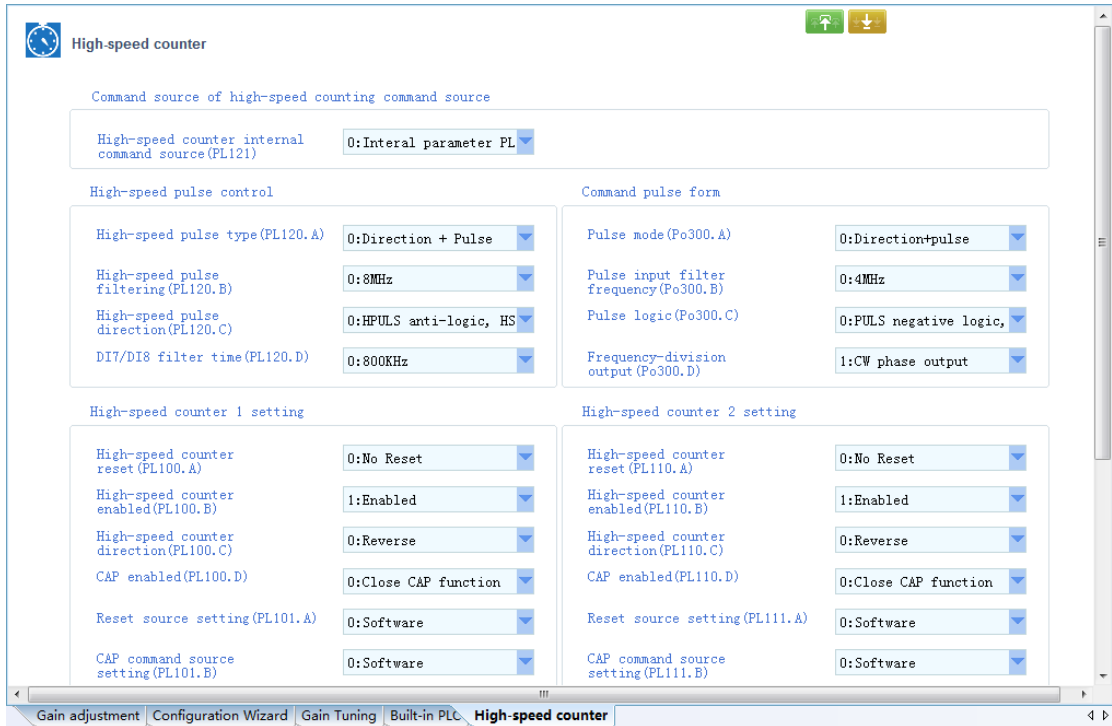 High-speed counter
Command source of high-speed counting command source
High-speed counter internal
command source(PL121)
0:Interal parameter PL
High-speed pulse control
High-speed pulse type(PL120.A)
0:Direction + Pulse
High-speed pulse
filtering(PL120.B)
0:8MHz
High-speed pulse
direction(PL120.C)
0:HPULS anti-logic, HS
DI7/DI8 filter time(PL120.D)
0:800KHz
Command pulse form
Pulse mode(Po300.A)
0:Direction+pulse
Pulse input filter
frequency(Po300.B)
0:4MHz
Pulse logic(Po300.C)
0:PULS negative logic,
Frequency-division
output(Po300.D)
1:CW phase output
High-speed counter 1 setting
High-speed counter
reset(PL100.A)
0:No Reset
High-speed counter
enabled(PL100.B)
1:Enabled
High-speed counter
direction(PL100.C)
0:Reverse
CAP enabled(PL100.D)
0:Close CAP function
Reset source setting(PL101.A)
0:Software
CAP command source
setting(PL101.B)
0:Software
High-speed counter 2 setting
High-speed counter
reset(PL110.A)
0:No Reset
High-speed counter
enabled(PL110.B)
1:Enabled
High-speed counter
direction(PL110.C)
0:Reverse
CAP enabled(PL110.D)
0:Close CAP function
Reset source setting(PL111.A)
0:Software
CAP command source
setting(PL111.B)
0:Software
Gain adjustment Configuration Wizard Gain Tuning Built-in PLC High-speed counter